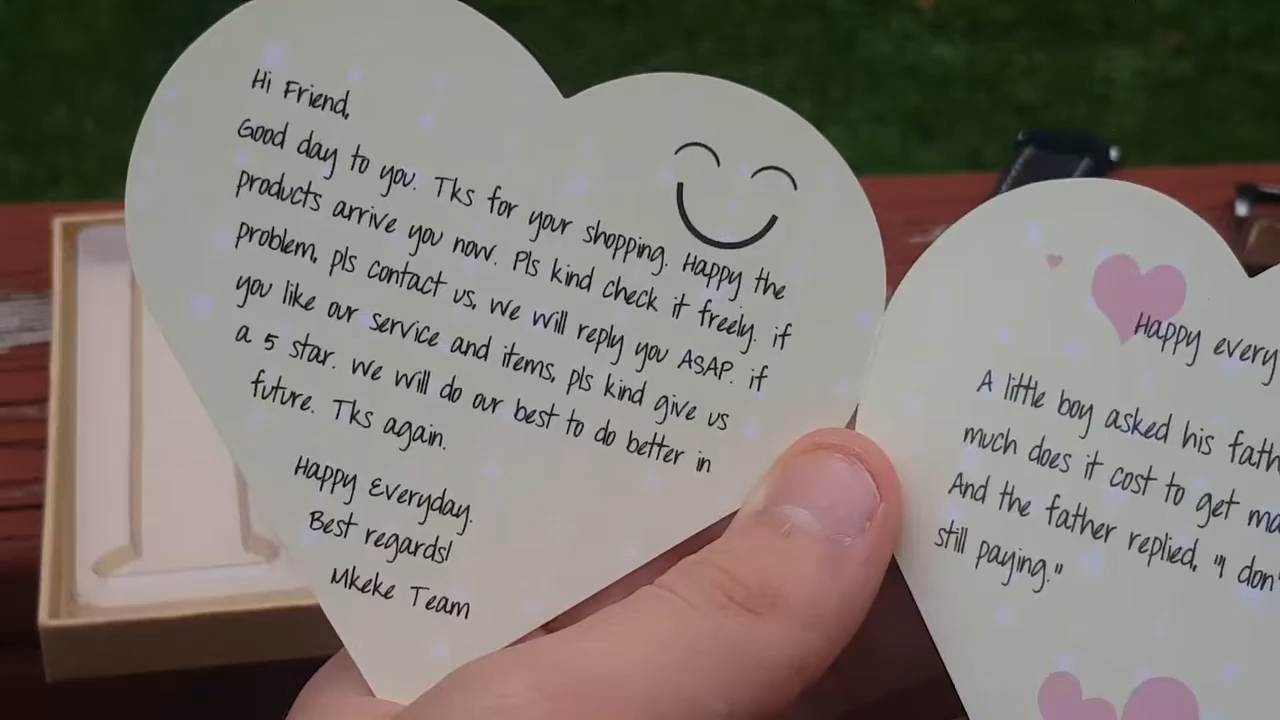 Hi Friend,
Good day to you. Tks for your shopping. Happy the
products arrive you now. Pls kind check it freely. if
problem, pls contact us, we will reply you ASAP. if
you like our service and items, pls kind give us
a 5 star. we will do our best to do better in
future. Tks again.
Happy Everyday.
Best regards!
Mkeke Team
Happy every
A little boy asked his
much does it cost to get
And the father replied, "I
still paying."